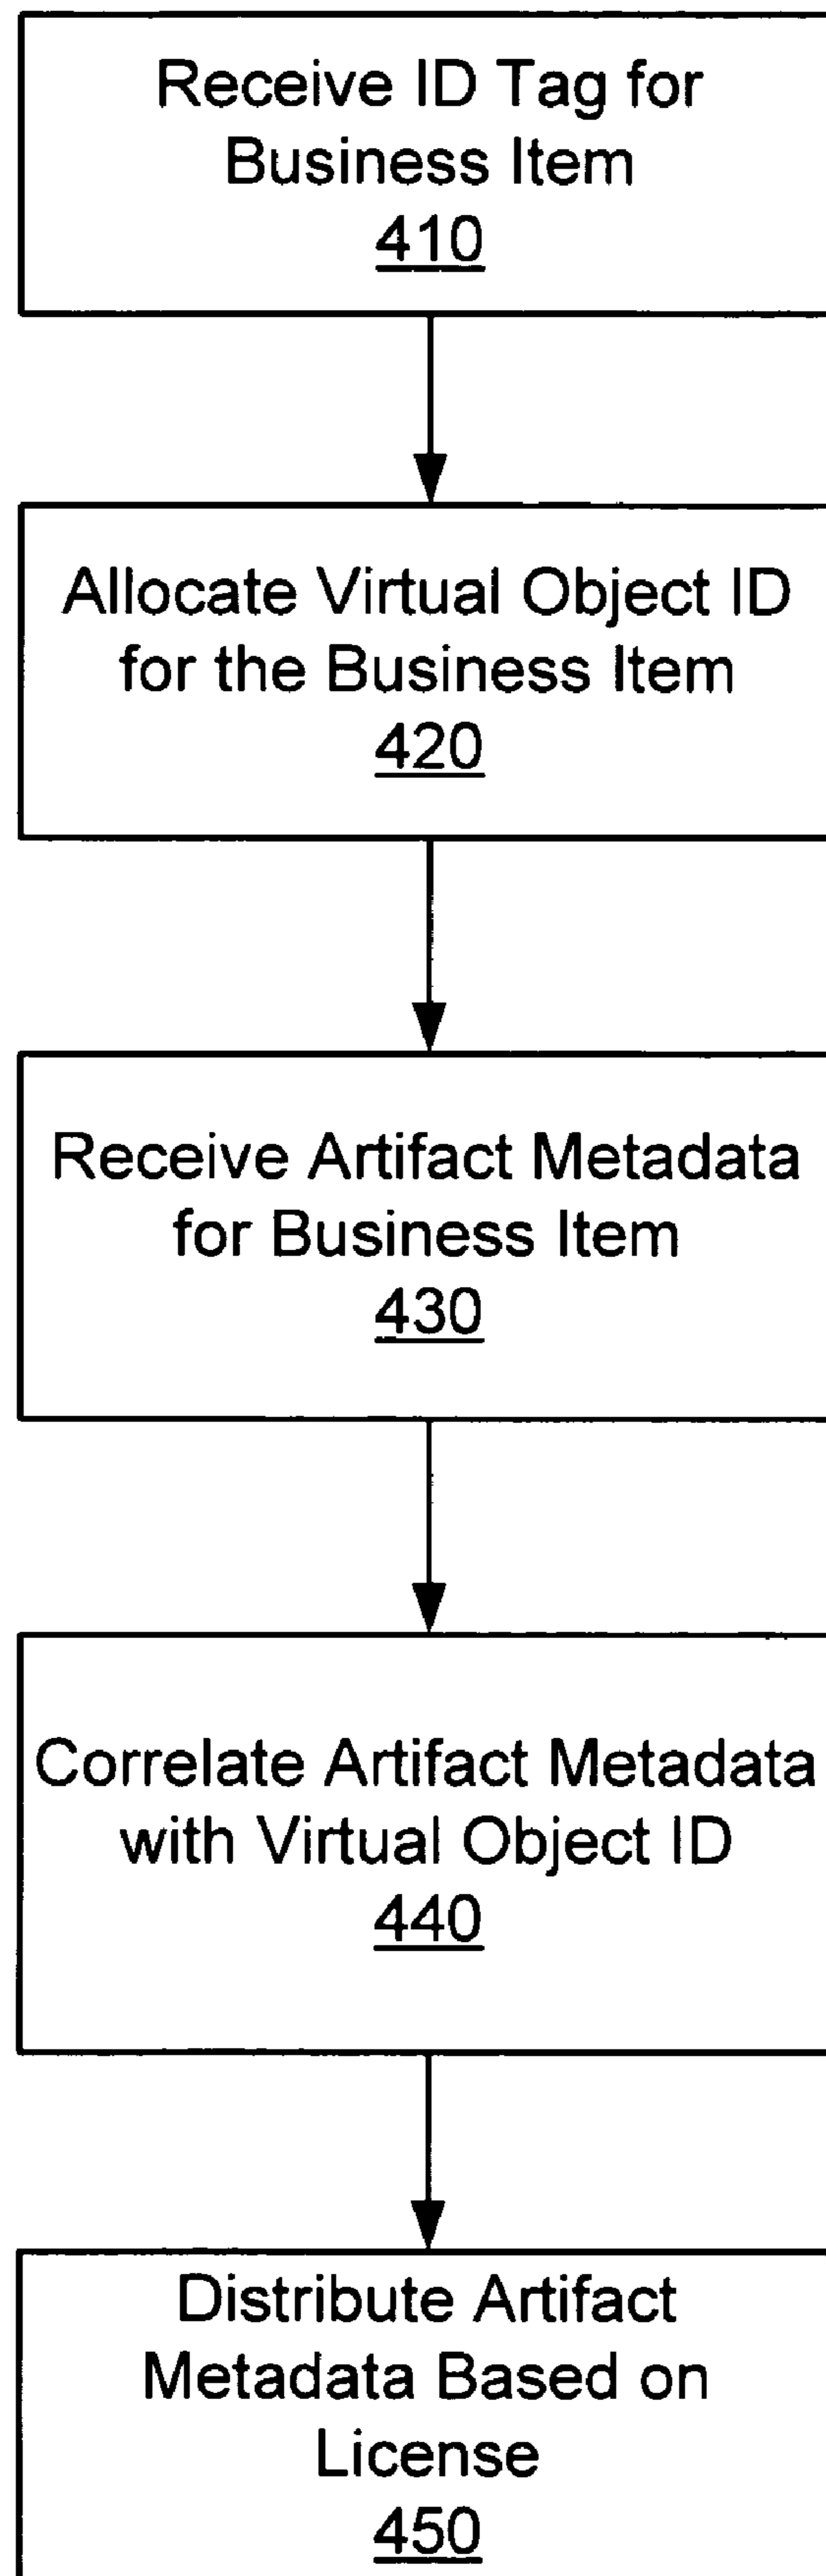 Receive ID Tag for
Business Item
410
Allocate Virtual Object ID
for the Business Item
420
Receive Artifact Metadata
for Business Item
430
Correlate Artifact Metadata
with Virtual Object ID
440
Distribute Artifact
Metadata Based on
License
450